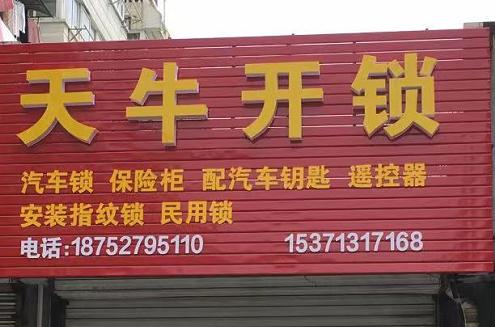 天牛开锁
汽车锁 保险柜 配汽车钥匙 遥控器
安装指纹锁 民用锁
电话:18752795110 15371317168